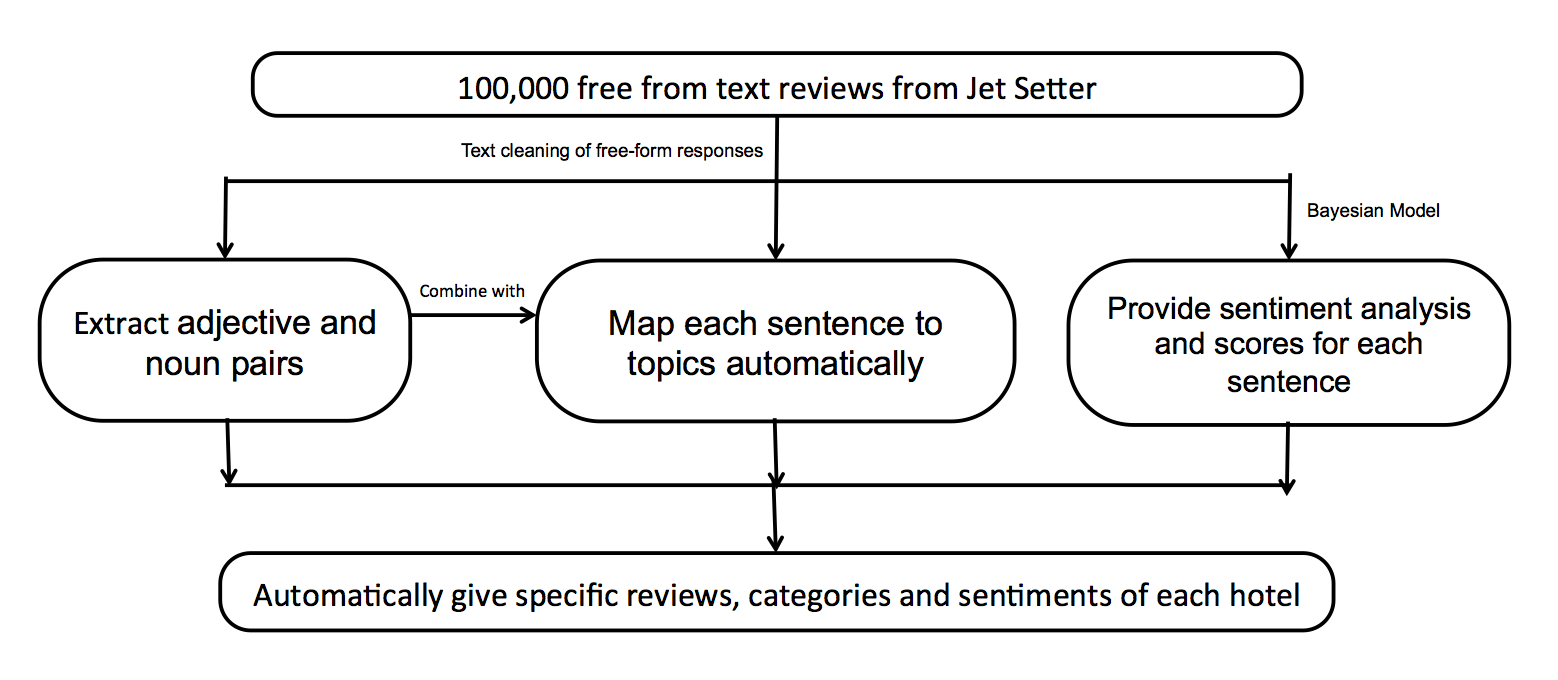 100,000 free from text reviews from Jet Setter
Text cleaning of free-form responses
Bayesian Model
Extract adjective and
noun pairs
Combine with
Map each sentence to
topics automatically
Provide sentiment analysis
and scores for each
sentence
Automatically give specific reviews, categories and sentiments of each hotel